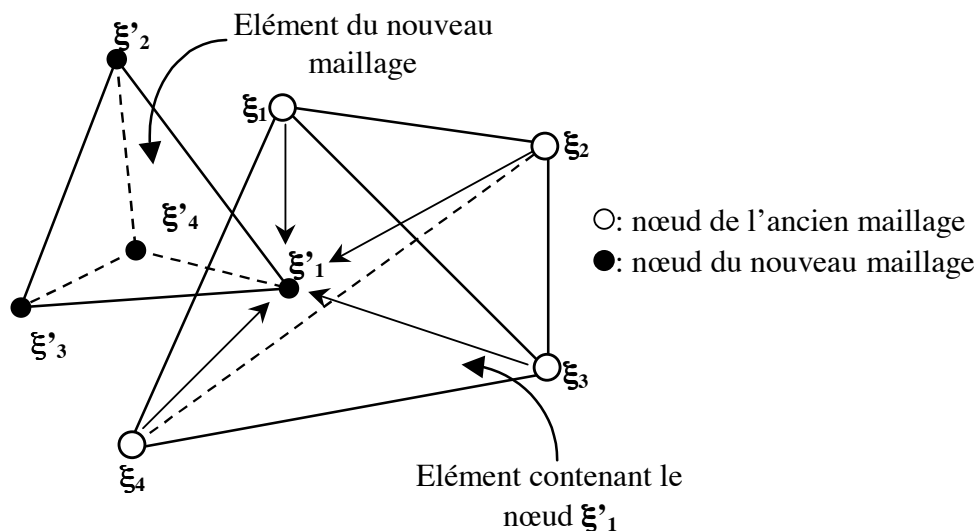 Elément du nouveau
maillage
ξ'₂
ξ₁
ξ₂
ξ'₄
○: nœud de l'ancien maillage
●: nœud du nouveau maillage
ξ'₁
ξ'₃
ξ₃
ξ₄
Elément contenant le
nœud ξ'₁